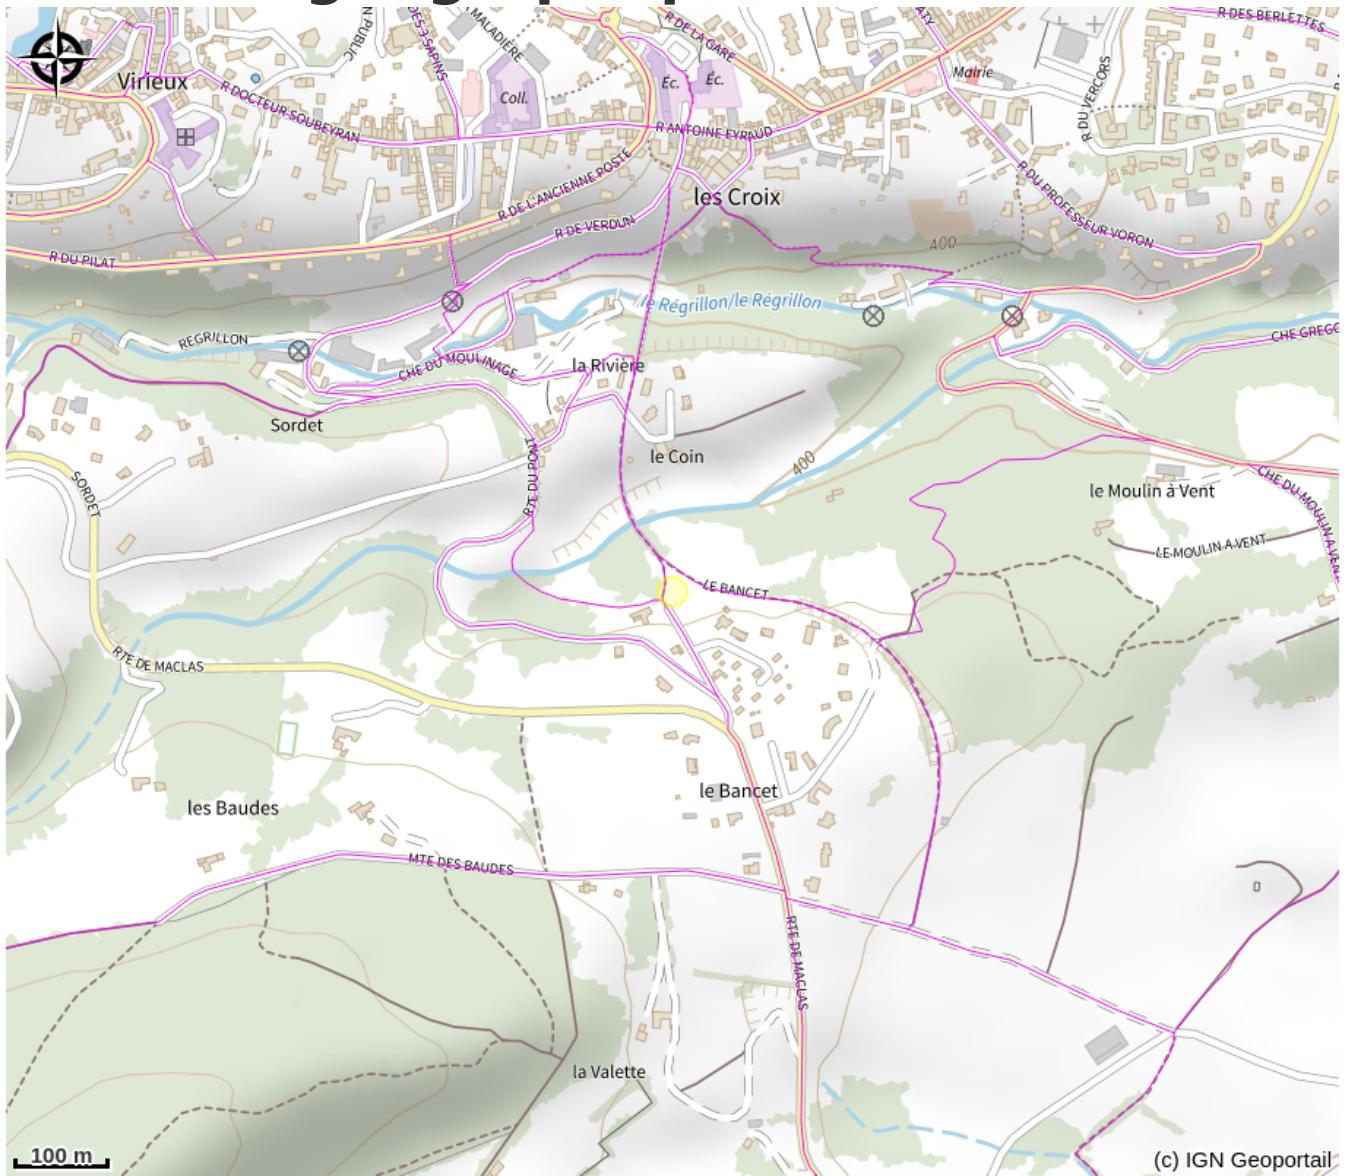 R DES BERLETTES
R DE LA GARE
MALADIÈRE
Virieux
R DOCTEUR SOUBEYRAN
Coll.
Éc.
Éc.
Mairie
R DU VERCORS
R ANTOINE EYRAUD
R DE L'ANCIENNE POSTE
les Croix
R DU PROFESSEUR VORON
R DE VERDUN
R DU PILAT
400
le Régrillon/le Régrillon
REGRILLON
CHE DU MOULINAGE
la Rivière
Sordet
RTE DU PONT
le Coin
400
SORDET
le Moulin à Vent
CHE DU MOULIN A VENT
LE MOULIN A VENT
LE BANCET
RTE DE MACLAS
le Bancet
les Baudes
MTE DES BAUDES
RTE DE MACLAS
la Valette
100 m
(c) IGN Geoportail